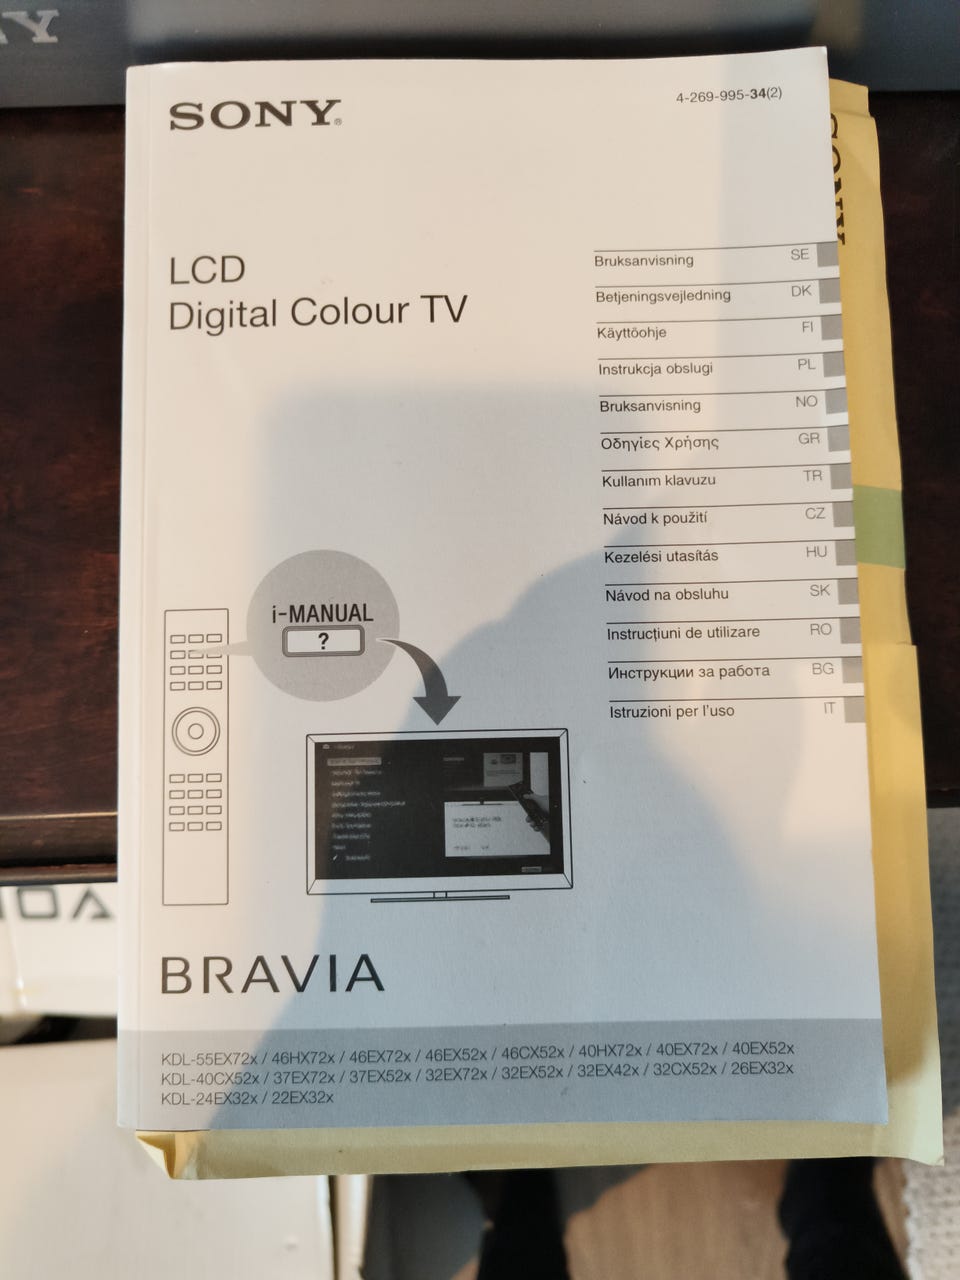 SONY®
4-269-995-34(2)
LCD
Digital Colour TV
Bruksanvisning SE
Betjeningsvejledning DK
Käyttöohje FI
Instrukcja obsługi PL
Bruksanvisning NO
Οδηγίες Χρήσης GR
Kullanım klavuzu TR
Návod k použití CZ
Kezelési utasítás HU
Návod na obsluhu SK
Instrucțiuni de utilizare RO
Инструкции за работа BG
Istruzioni per l'uso IT
i-MANUAL
?
BRAVIA
KDL-55EX72x / 46HX72x / 46EX72x / 46EX52x / 46CX52x / 40HX72x / 40EX72x / 40EX52x
KDL-40CX52x / 37EX72x / 37EX52x / 32EX72x / 32EX52x / 32EX42x / 32CX52x / 26EX32x
KDL-24EX32x / 22EX32x
SONY